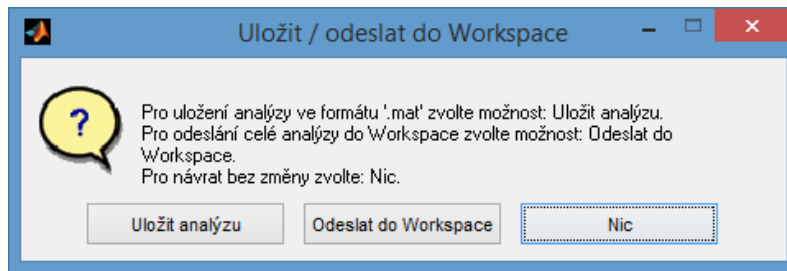 Uložit / odeslat do Workspace
?
Pro uložení analýzy ve formátu '.mat' zvolte možnost: Uložit analýzu.
Pro odeslání celé analýzy do Workspace zvolte možnost: Odeslat do
Workspace.
Pro návrat bez změny zvolte: Nic.
Uložit analýzu Odeslat do Workspace Nic